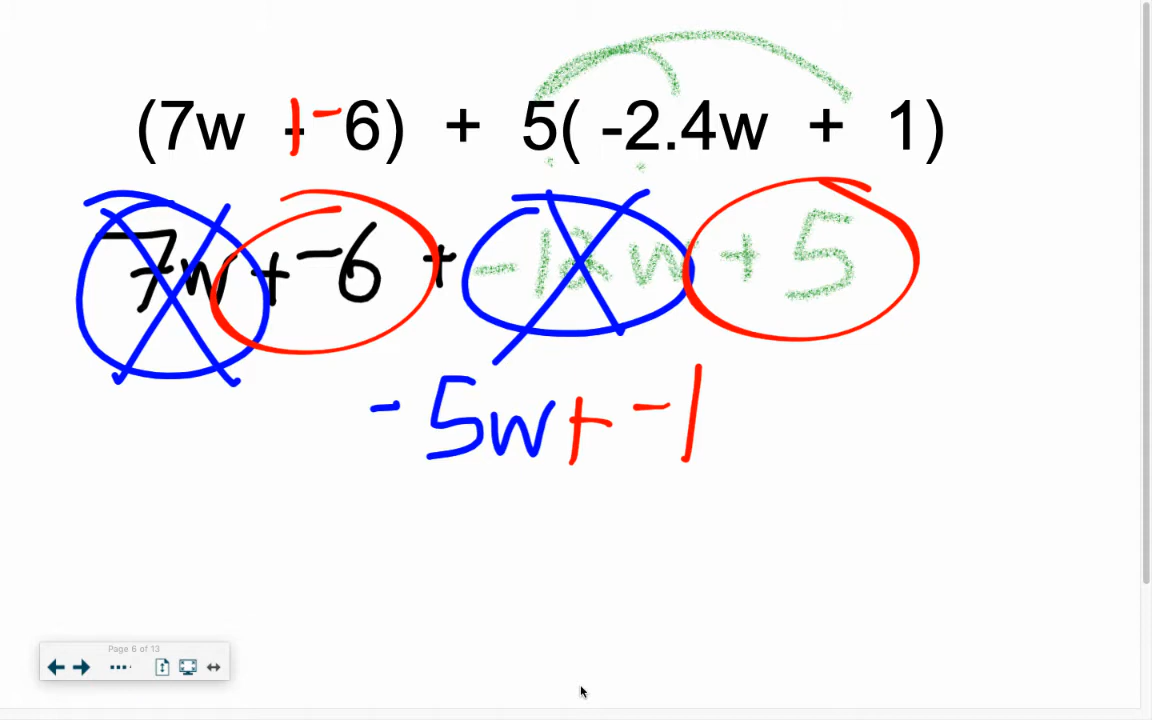 (7w +-6) + 5( -2.4w + 1)
7w + -6 + -12w + 5
-5w + -1
Page 6 of 13